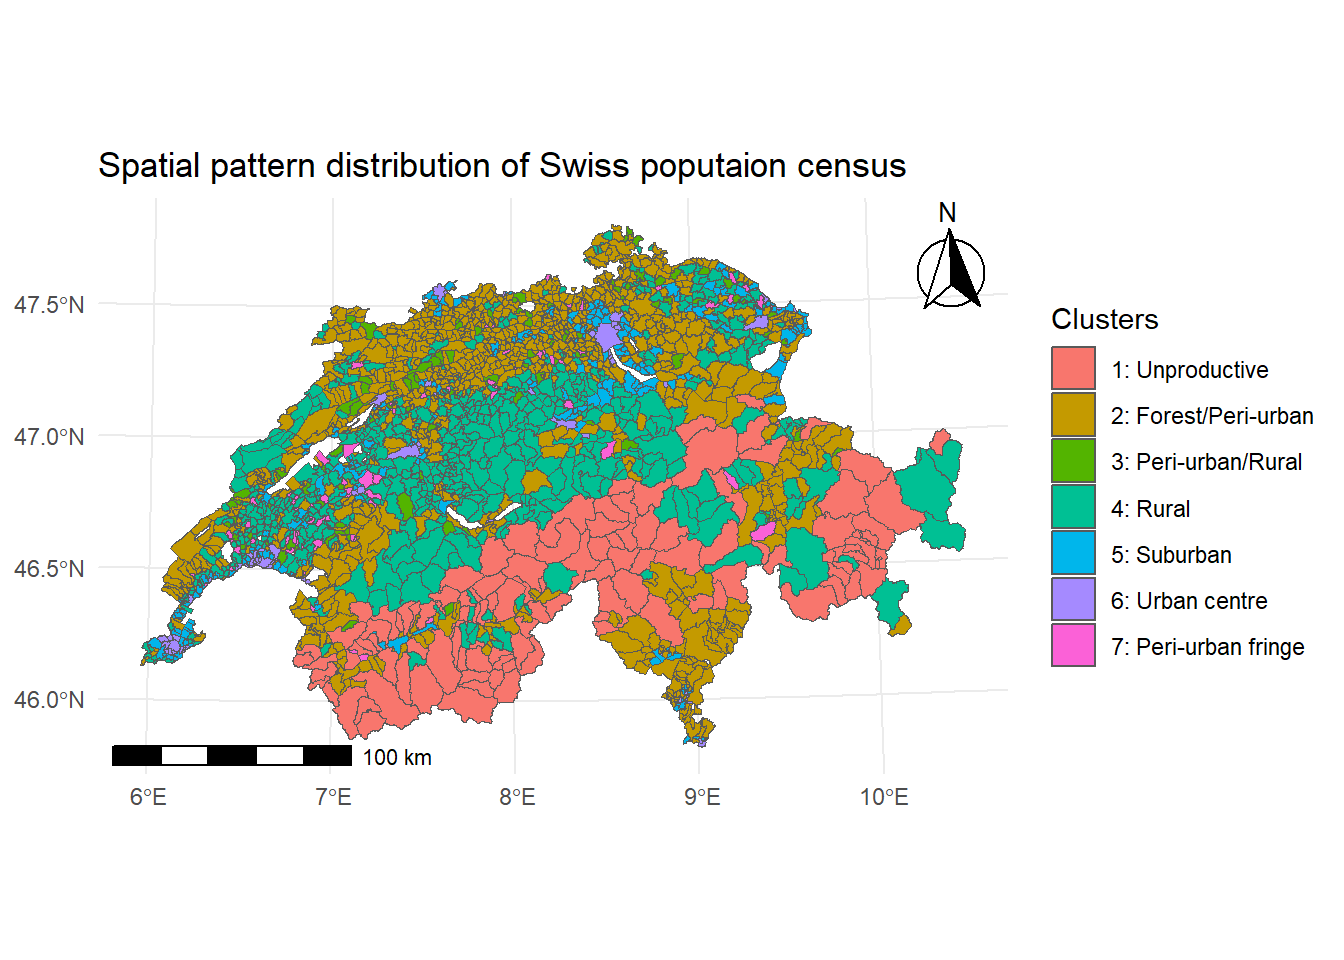 Spatial pattern distribution of Swiss poputaion census
N
47.5°N
47.0°N
46.5°N
46.0°N
6°E
7°E
8°E
9°E
10°E
100 km
Clusters
1: Unproductive
2: Forest/Peri-urban
3: Peri-urban/Rural
4: Rural
5: Suburban
6: Urban centre
7: Peri-urban fringe